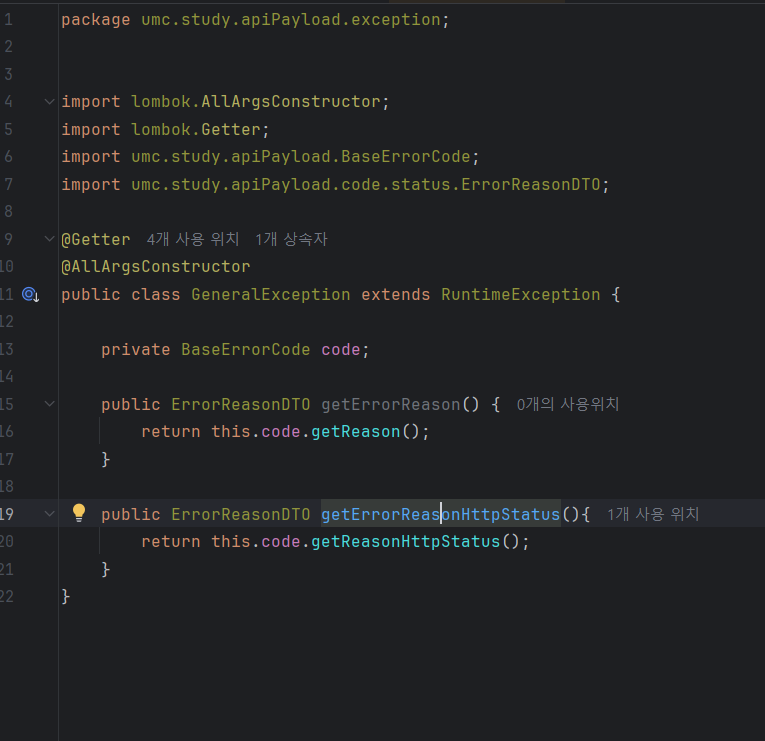 1 package umc.study.apiPayload.exception;
2
3
4 import lombok.AllArgsConstructor;
5 import lombok.Getter;
6 import umc.study.apiPayload.BaseErrorCode;
7 import umc.study.apiPayload.code.status.ErrorReasonDTO;
8
9 @Getter 4개 사용 위치 1개 상속자
10 @AllArgsConstructor
11 public class GeneralException extends RuntimeException {
12
13 private BaseErrorCode code;
14
15 public ErrorReasonDTO getErrorReason() { 0개의 사용위치
16 return this.code.getReason();
17 }
18
19 public ErrorReasonDTO getErrorReasonHttpStatus(){ 1개 사용 위치
20 return this.code.getReasonHttpStatus();
21 }
22 }